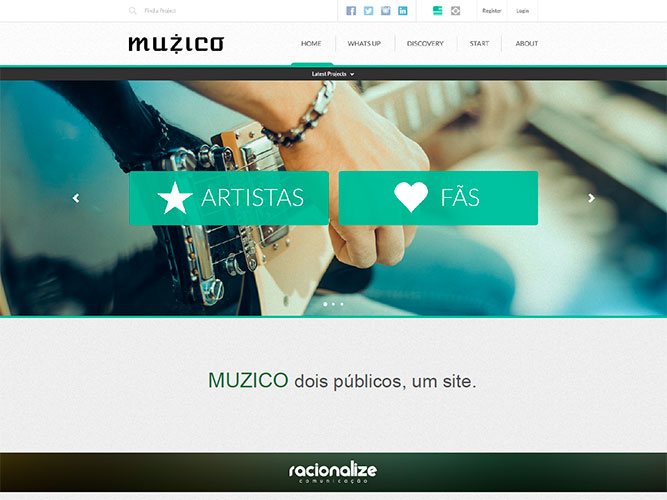 Find a Project
Register
Login
mużico
HOME
WHATS UP
DISCOVERY
START
ABOUT
Latest Projects
ARTISTAS
FÃS
MUZICO dois públicos, um site.
racionalize
comunicação